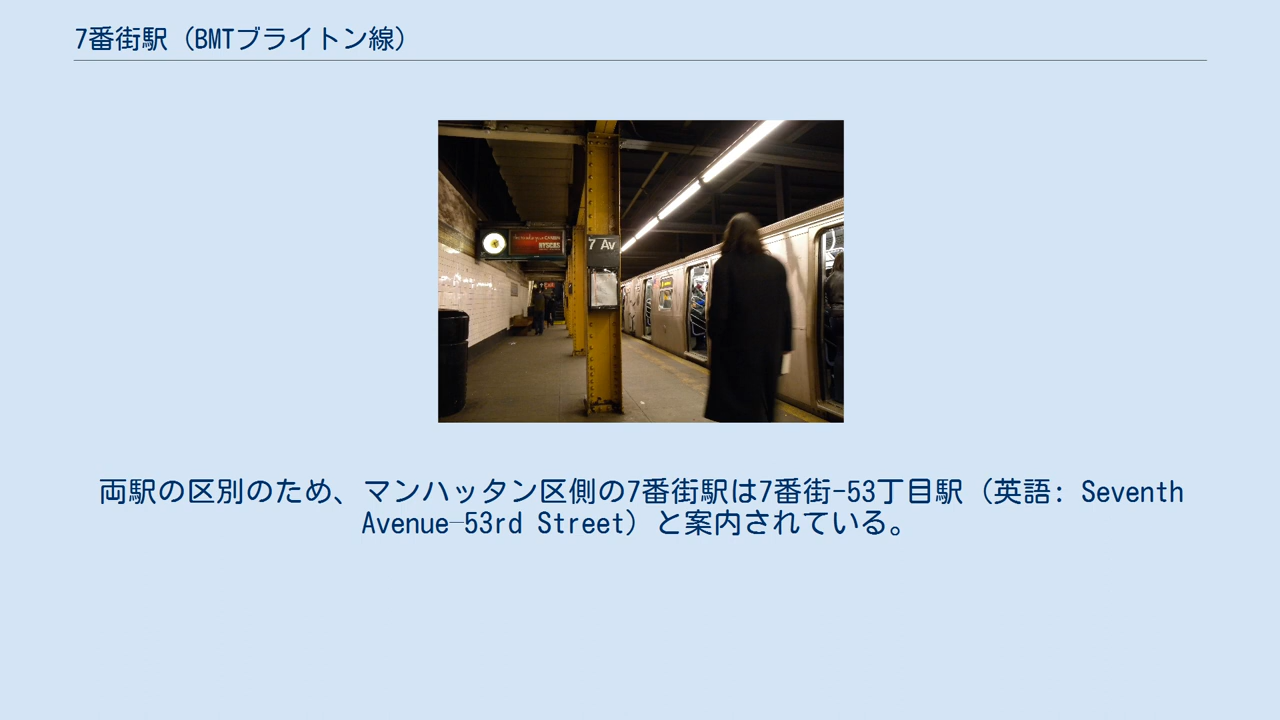 7番街駅（BMTブライトン線）
7 Av
両駅の区別のため、マンハッタン区側の7番街駅は7番街-53丁目駅（英語: Seventh
Avenue–53rd Street）と案内されている。